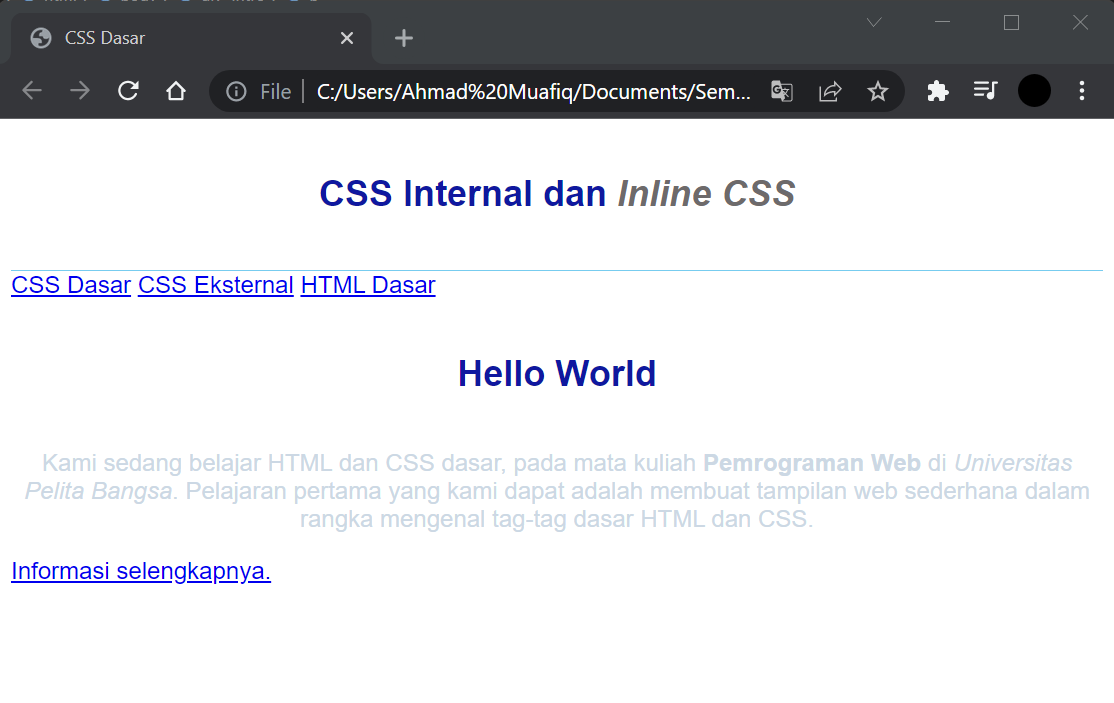 CSS Dasar
File
C:/Users/Ahmad%20Muafiq/Documents/Sem...
CSS Internal dan Inline CSS
CSS Dasar CSS Eksternal HTML Dasar
Hello World
Kami sedang belajar HTML dan CSS dasar, pada mata kuliah Pemrograman Web di Universitas
Pelita Bangsa. Pelajaran pertama yang kami dapat adalah membuat tampilan web sederhana dalam
rangka mengenal tag-tag dasar HTML dan CSS.
Informasi selengkapnya.